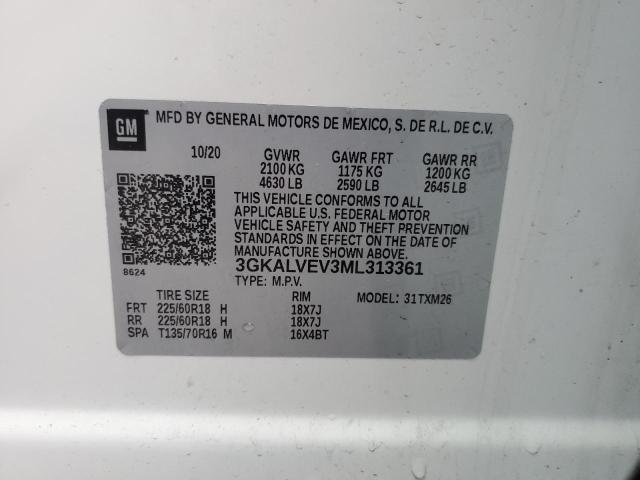 GM
MFD BY GENERAL MOTORS DE MEXICO, S. DE R.L. DE C.V.
10/20 GVWR GAWR FRT GAWR RR
2100 KG 1175 KG 1200 KG
4630 LB 2590 LB 2645 LB
THIS VEHICLE CONFORMS TO ALL
APPLICABLE U.S. FEDERAL MOTOR
VEHICLE SAFETY AND THEFT PREVENTION
STANDARDS IN EFFECT ON THE DATE OF
MANUFACTURE SHOWN ABOVE.
8624
3GKALVEV3ML313361
TYPE: M.P.V.
TIRE SIZE RIM MODEL: 31TXM26
FRT 225/60R18 H 18X7J
RR 225/60R18 H 18X7J
SPA T135/70R16 M 16X4BT